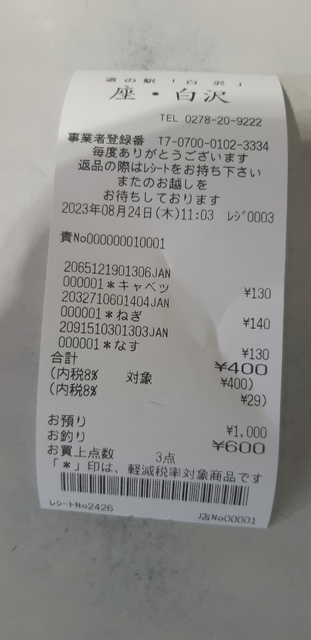 道の駅「白沢」
座・白沢
TEL 0278-20-9222
事業者登録番 T7-0700-0102-3334
毎度ありがとうございます
返品の際はﾚｼｰﾄをお持ち下さい
またのお越しを
お待ちしております
2023年08月24日(木)11:03 ﾚｼﾞ0003
責No000000010001
2065121901306JAN
000001＊キャベツ ¥130
2032710601404JAN
000001＊ねぎ ¥140
2091510301303JAN
000001＊なす ¥130
合計 ¥400
(内税8% 対象 ¥400)
(内税8% ¥29)
お預り ¥1,000
お釣り ¥600
お買上点数 3点
「＊」印は、軽減税率対象商品です
ﾚｼｰﾄNo2426 店No00001